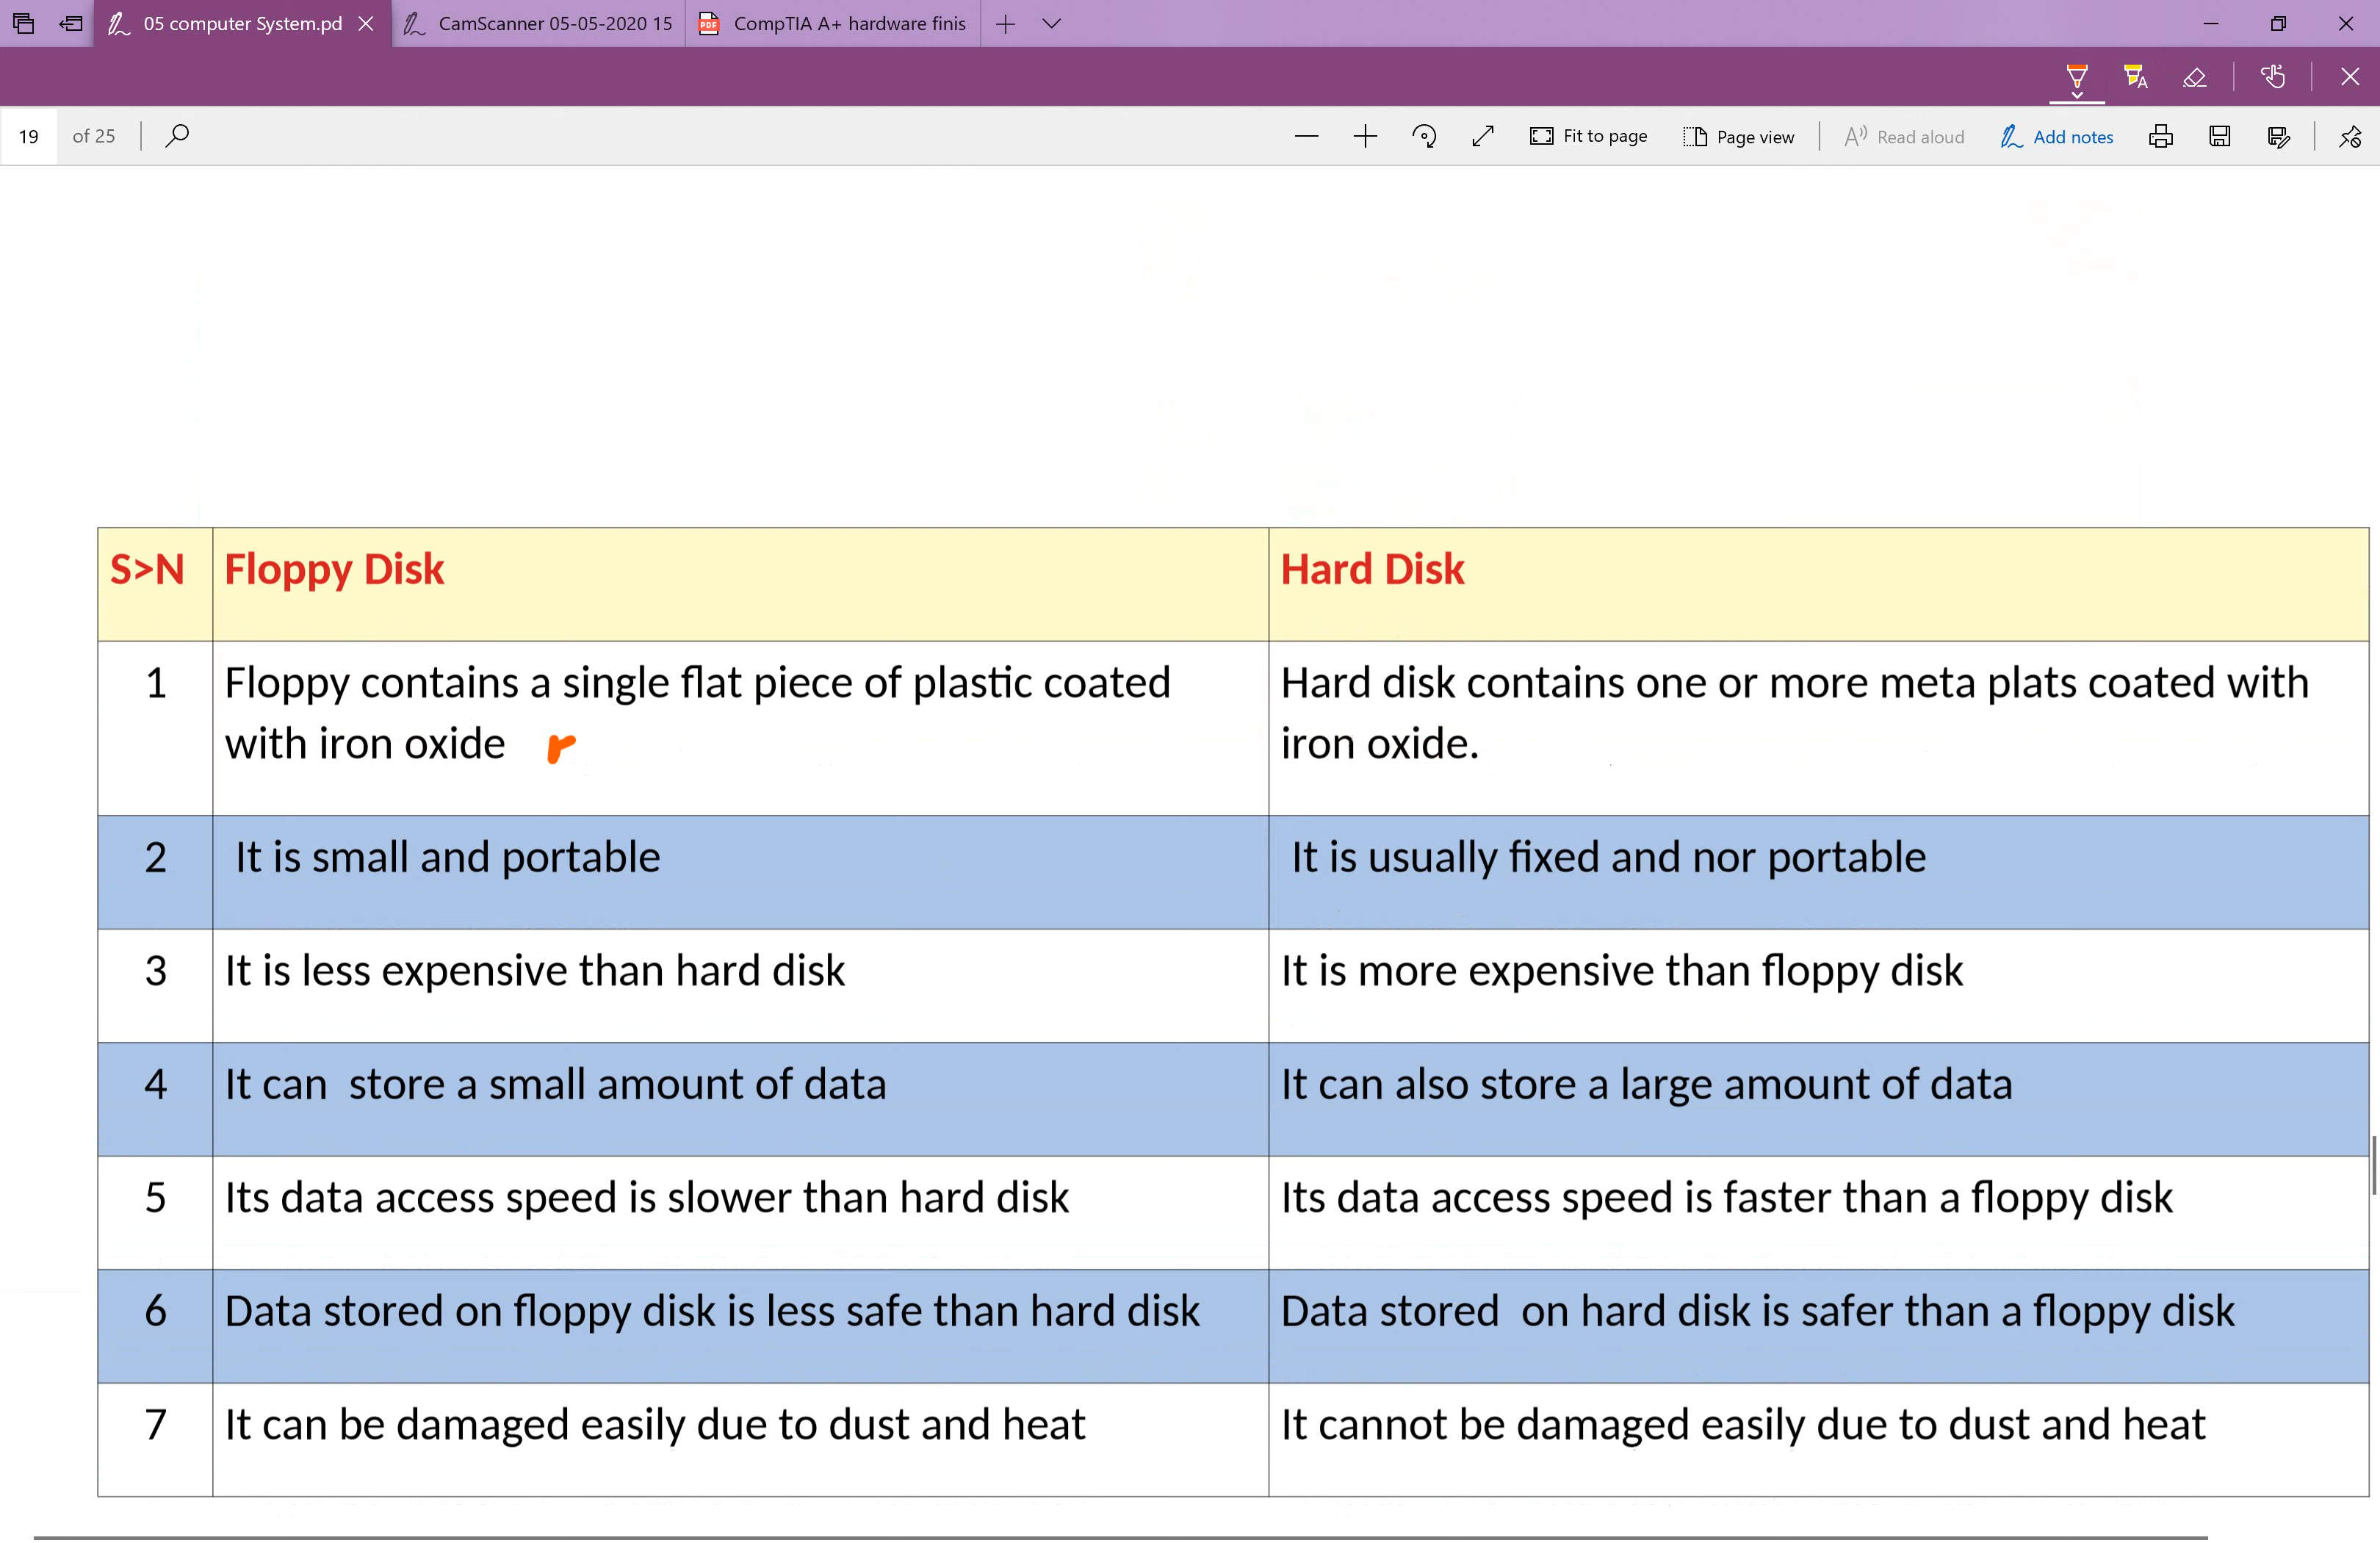 05 computer System.pd
CamScanner 05-05-2020 15
CompTIA A+ hardware finis
19 of 25
Fit to page
Page view
Read aloud
Add notes
S>N Floppy Disk Hard Disk
1 Floppy contains a single flat piece of plastic coated
with iron oxide
Hard disk contains one or more meta plats coated with
iron oxide.
2 It is small and portable It is usually fixed and nor portable
3 It is less expensive than hard disk It is more expensive than floppy disk
4 It can store a small amount of data It can also store a large amount of data
5 Its data access speed is slower than hard disk Its data access speed is faster than a floppy disk
6 Data stored on floppy disk is less safe than hard disk Data stored on hard disk is safer than a floppy disk
7 It can be damaged easily due to dust and heat It cannot be damaged easily due to dust and heat